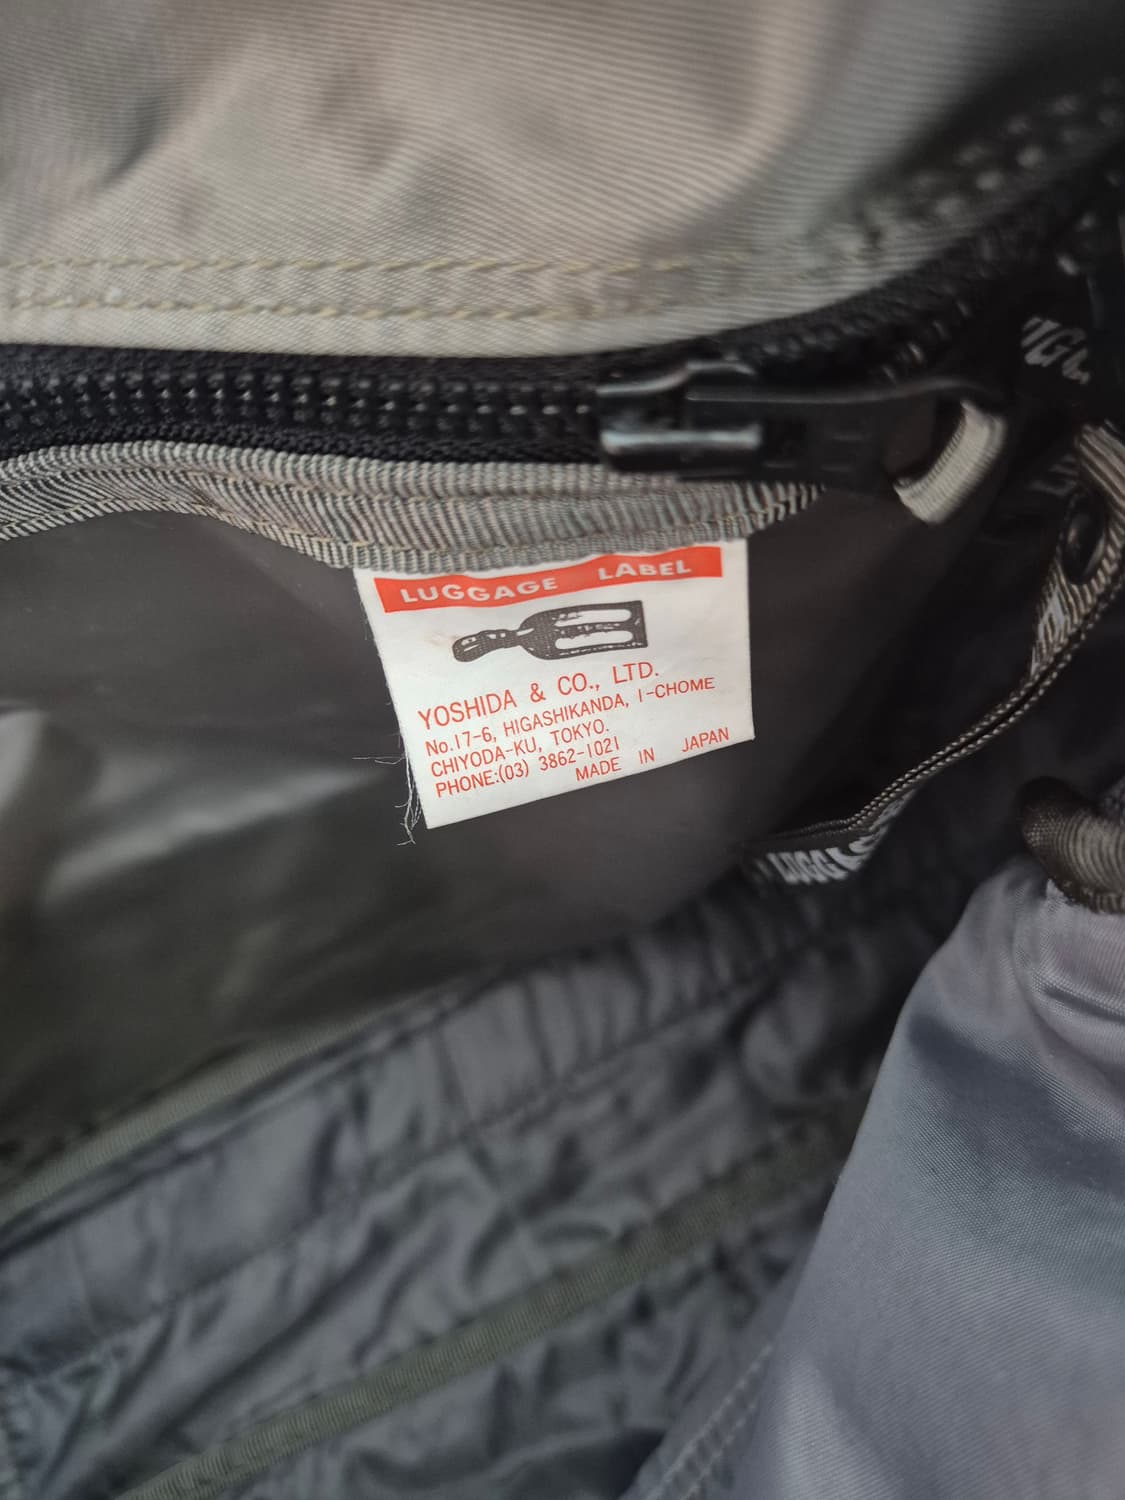 LUGGAGE LABEL
YOSHIDA & CO., LTD.
No.17-6, HIGASHIKANDA, 1-CHOME
CHIYODA-KU, TOKYO.
PHONE:(03) 3862-1021
MADE IN JAPAN